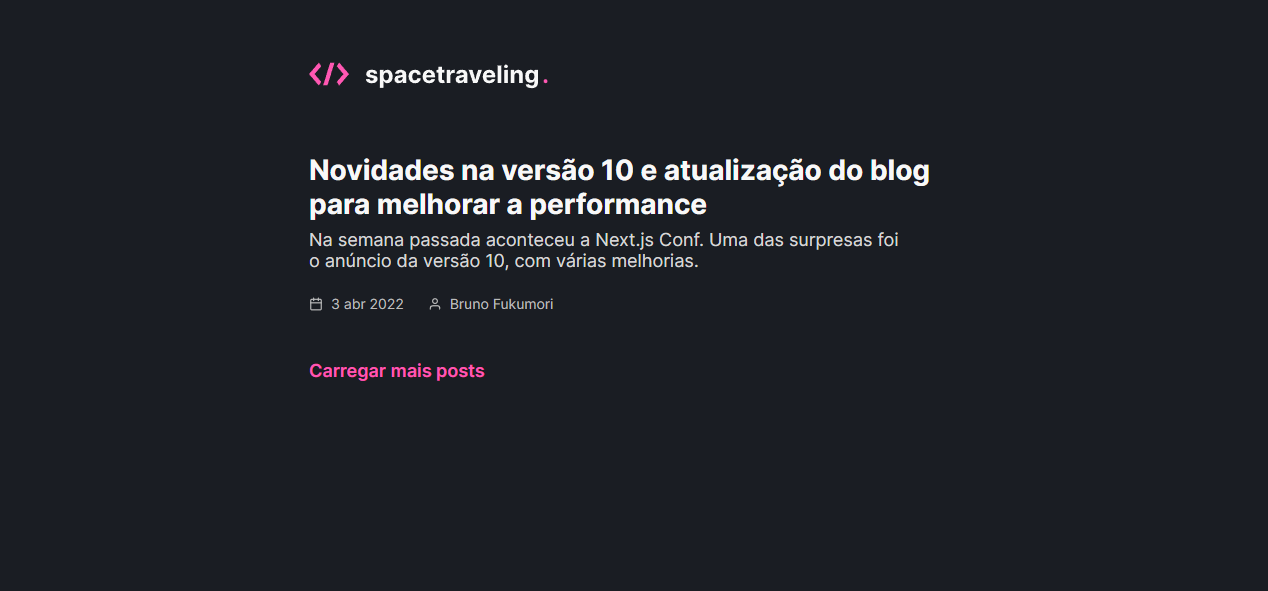 </> spacetraveling.
Novidades na versão 10 e atualização do blog
para melhorar a performance
Na semana passada aconteceu a Next.js Conf. Uma das surpresas foi
o anúncio da versão 10, com várias melhorias.
3 abr 2022 Bruno Fukumori
Carregar mais posts